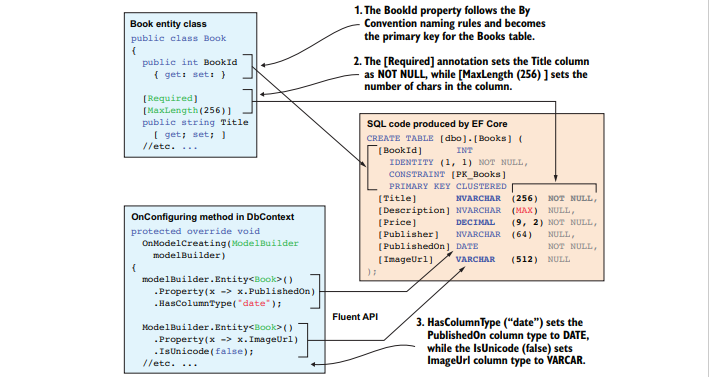 1. The BookId property follows the By
Convention naming rules and becomes
the primary key for the Books table.
Book entity class
public class Book
{
public int BookId
{ get: set: }
[Required]
[MaxLength(256)]
public string Title
[ get; set; ]
//etc. ...
2. The [Required] annotation sets the Title column
as NOT NULL, while [MaxLength (256) ] sets the
number of chars in the column.
SQL code produced by EF Core
CREATE TABLE [dbo].[Books] (
[BookId] INT
IDENTITY (1, 1) NOT NULL,
CONSTRAINT [PK_Books]
PRIMARY KEY CLUSTERED
[Title] NVARCHAR (256) NOT NULL,
[Description] NVARCHAR (MAX) NULL,
[Price] DECIMAL (9, 2) NOT NULL,
[Publisher] NVARCHAR (64) NULL,
[PublishedOn] DATE NOT NULL,
[ImageUrl] VARCHAR (512) NULL
);
OnConfiguring method in DbContext
protected override void
OnModelCreating(ModelBuilder
modelBuilder)
{
modelBuilder.Entity<Book>()
.Property(x -> x.PublishedOn)
.HasColumnType("date");
ModelBuilder.Entity<Book>()
.Property(x -> x.ImageUrl)
.IsUnicode(false);
//etc. ...
Fluent API
3. HasColumnType (“date”) sets the
PublishedOn column type to DATE,
while the IsUnicode (false) sets
ImageUrl column type to VARCAR.